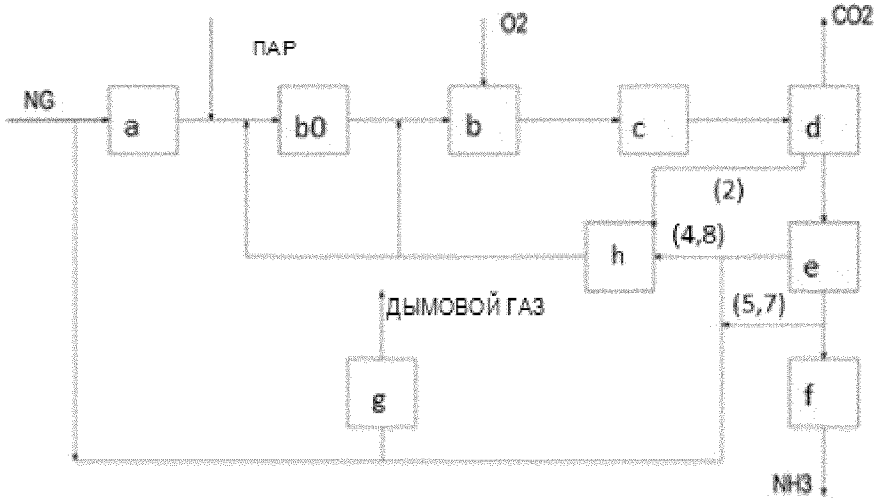 O2
CO2
ПАР
NG
a
b0
b
c
d
(2)
(4,8)
h
e
ДЫМОВОЙ ГАЗ
(5,7)
g
f
NH3